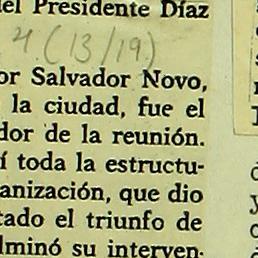 del Presidente Díaz
4 (13/19)
or Salvador Novo,
la ciudad, fue el
dor de la reunión.
í toda la estructu-
anización, que dio
tado el triunfo de
lminó su interven-